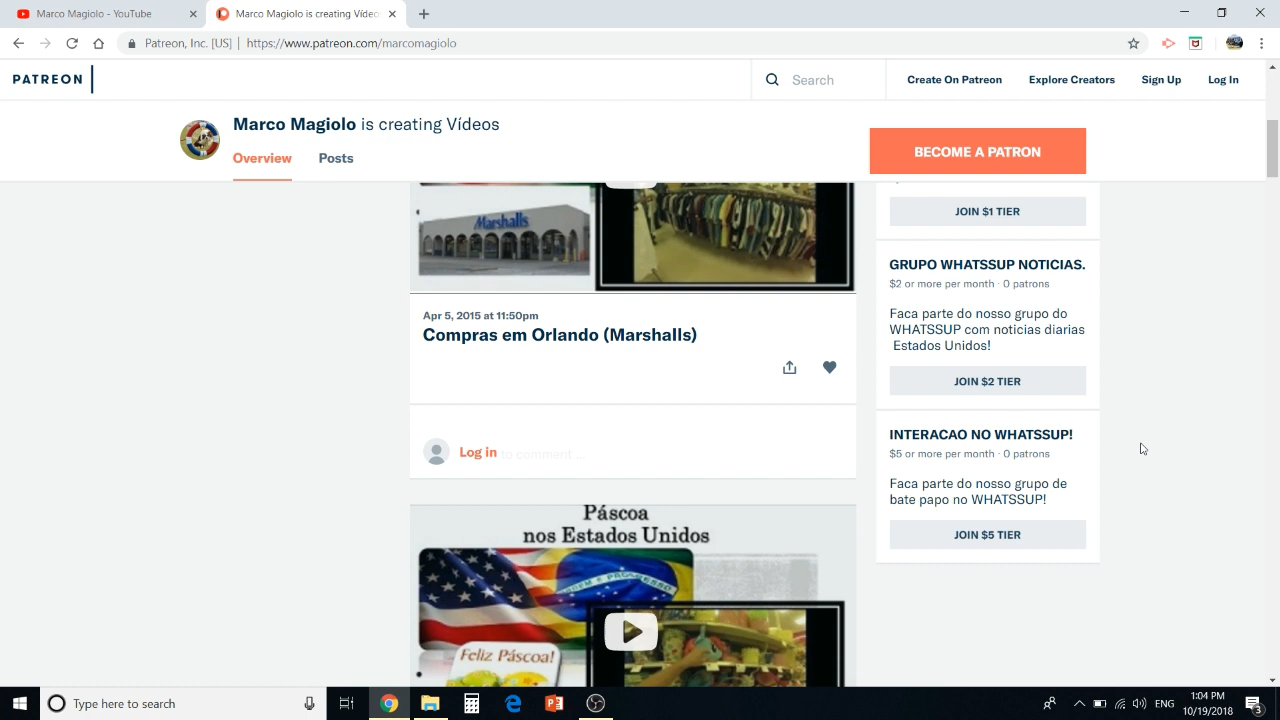 Marco Magiolo - YouTube
Marco Magiolo is creating Vídeo
Patreon, Inc. [US] | https://www.patreon.com/marcomagiolo
PATREON
Search
Create On Patreon
Explore Creators
Sign Up
Log In
Marco Magiolo is creating Vídeos
Overview
Posts
BECOME A PATRON
Marshalls
JOIN $1 TIER
Apr 5, 2015 at 11:50pm
Compras em Orlando (Marshalls)
GRUPO WHATSSUP NOTICIAS.
$2 or more per month · 0 patrons
Faca parte do nosso grupo do
WHATSSUP com noticias diarias
Estados Unidos!
JOIN $2 TIER
Log in to comment ...
INTERACAO NO WHATSSUP!
$5 or more per month · 0 patrons
Faca parte do nosso grupo de
bate papo no WHATSSUP!
JOIN $5 TIER
Páscoa
nos Estados Unidos
Feliz Páscoa!
Type here to search
ENG
1:04 PM
10/19/2018
3